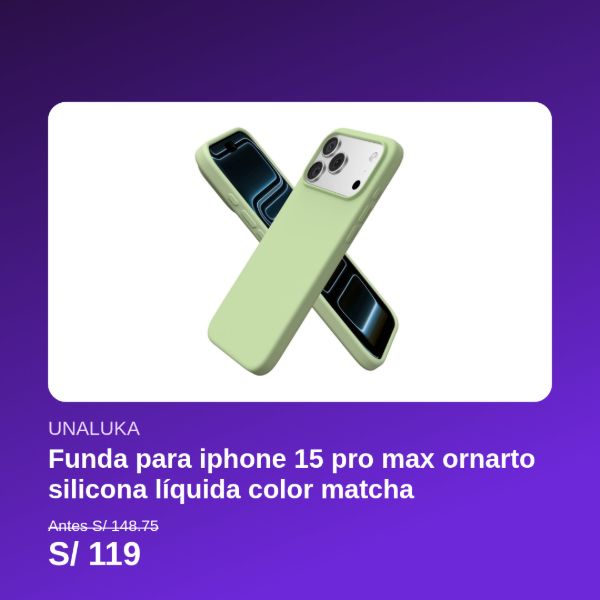 UNALUKA
Funda para iphone 15 pro max ornarto
silicona líquida color matcha
Antes S/ 148.75
S/ 119